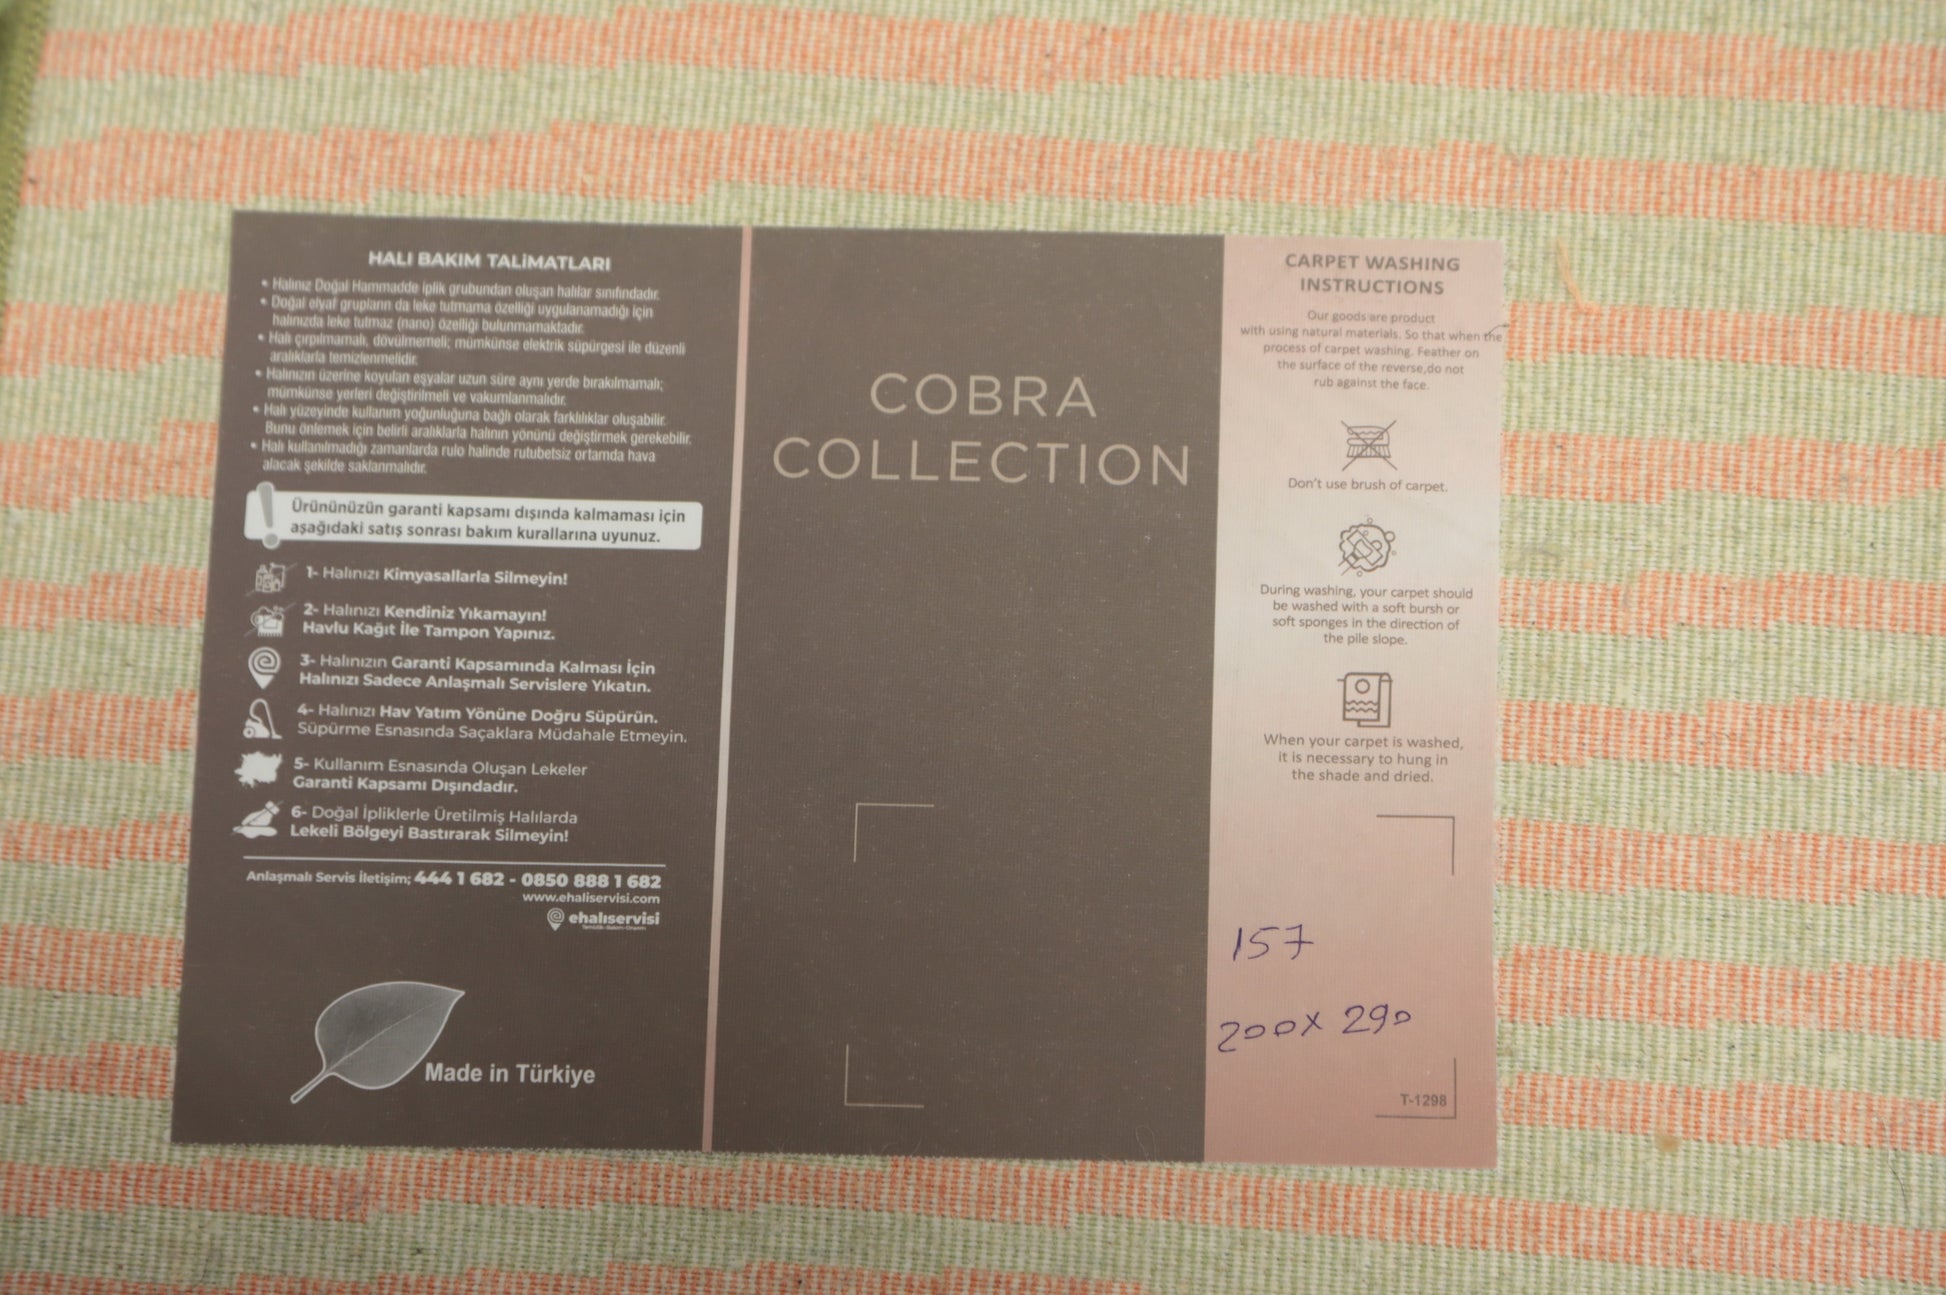 HALI BAKIM TALİMATLARI
• Halınız Doğal Hammadde iplik grubundan oluşan halılar sınıfındadır.
• Doğal elyaf grupların da leke tutmama özelliği uygulanamadığı için
halınızda leke tutmaz (nano) özelliği bulunmamaktadır.
• Halı çırpılmamalı, dövülmemeli; mümkünse elektrik süpürgesi ile düzenli
aralıklarla temizlenmelidir.
• Halınızın üzerine koyulan eşyalar uzun süre aynı yerde bırakılmamalı;
mümkünse yerleri değiştirilmeli ve vakumlanmalıdır.
• Halı yüzeyinde kullanım yoğunluğuna bağlı olarak farklılıklar oluşabilir.
Bunu önlemek için belirli aralıklarla halının yönünü değiştirmek gerekebilir.
• Halı kullanılmadığı zamanlarda rulo halinde rutubetsiz ortamda hava
alacak şekilde saklanmalıdır.
Ürününüzün garanti kapsamı dışında kalmaması için
aşağıdaki satış sonrası bakım kurallarına uyunuz.
1- Halınızı Kimyasallarla Silmeyin!
2- Halınızı Kendiniz Yıkamayın!
Havlu Kağıt İle Tampon Yapınız.
3- Halınızın Garanti Kapsamında Kalması İçin
Halınızı Sadece Anlaşmalı Servislere Yıkatın.
4- Halınızı Hav Yatım Yönüne Doğru Süpürün.
Süpürme Esnasında Saçaklara Müdahale Etmeyin.
5- Kullanım Esnasında Oluşan Lekeler
Garanti Kapsamı Dışındadır.
6- Doğal İpliklerle Üretilmiş Halılarda
Lekeli Bölgeyi Bastırarak Silmeyin!
Anlaşmalı Servis İletişim; 444 1 682 - 0850 888 1 682
www.ehaliservisi.com
ehalıservisi
Made in Türkiye
COBRA
COLLECTION
CARPET WASHING
INSTRUCTIONS
Our goods are product
with using natural materials. So that when the
process of carpet washing. Feather on
the surface of the reverse,do not
rub against the face.
Don't use brush of carpet.
During washing, your carpet should
be washed with a soft bursh or
soft sponges in the direction of
the pile slope.
When your carpet is washed,
it is necessary to hung in
the shade and dried.
157
200x 290
T-1298